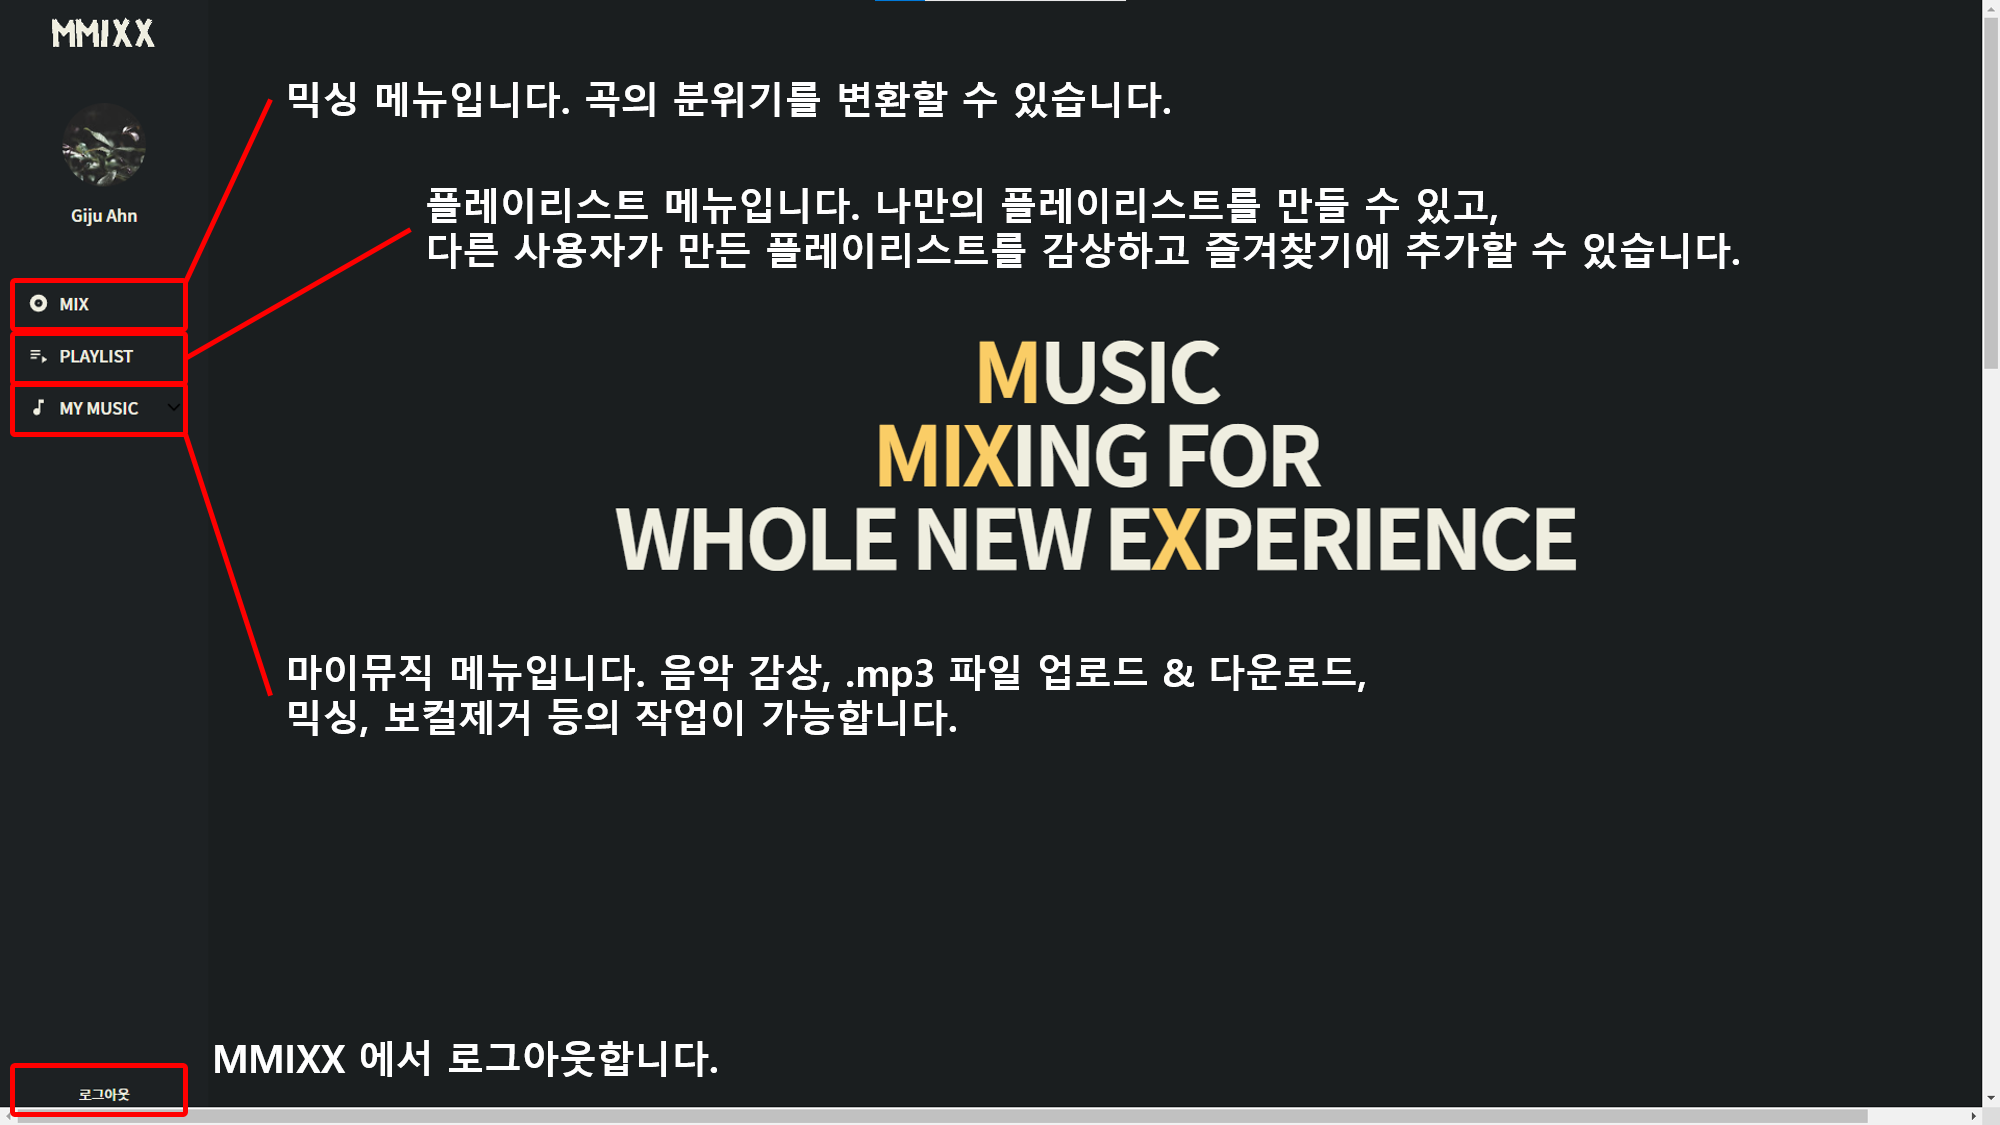 MMIXX
Giju Ahn
MIX
PLAYLIST
MY MUSIC
로그아웃
믹싱 메뉴입니다. 곡의 분위기를 변환할 수 있습니다.
플레이리스트 메뉴입니다. 나만의 플레이리스트를 만들 수 있고,
다른 사용자가 만든 플레이리스트를 감상하고 즐겨찾기에 추가할 수 있습니다.
MUSIC
MIXING FOR
WHOLE NEW EXPERIENCE
마이뮤직 메뉴입니다. 음악 감상, .mp3 파일 업로드 & 다운로드,
믹싱, 보컬제거 등의 작업이 가능합니다.
MMIXX 에서 로그아웃합니다.